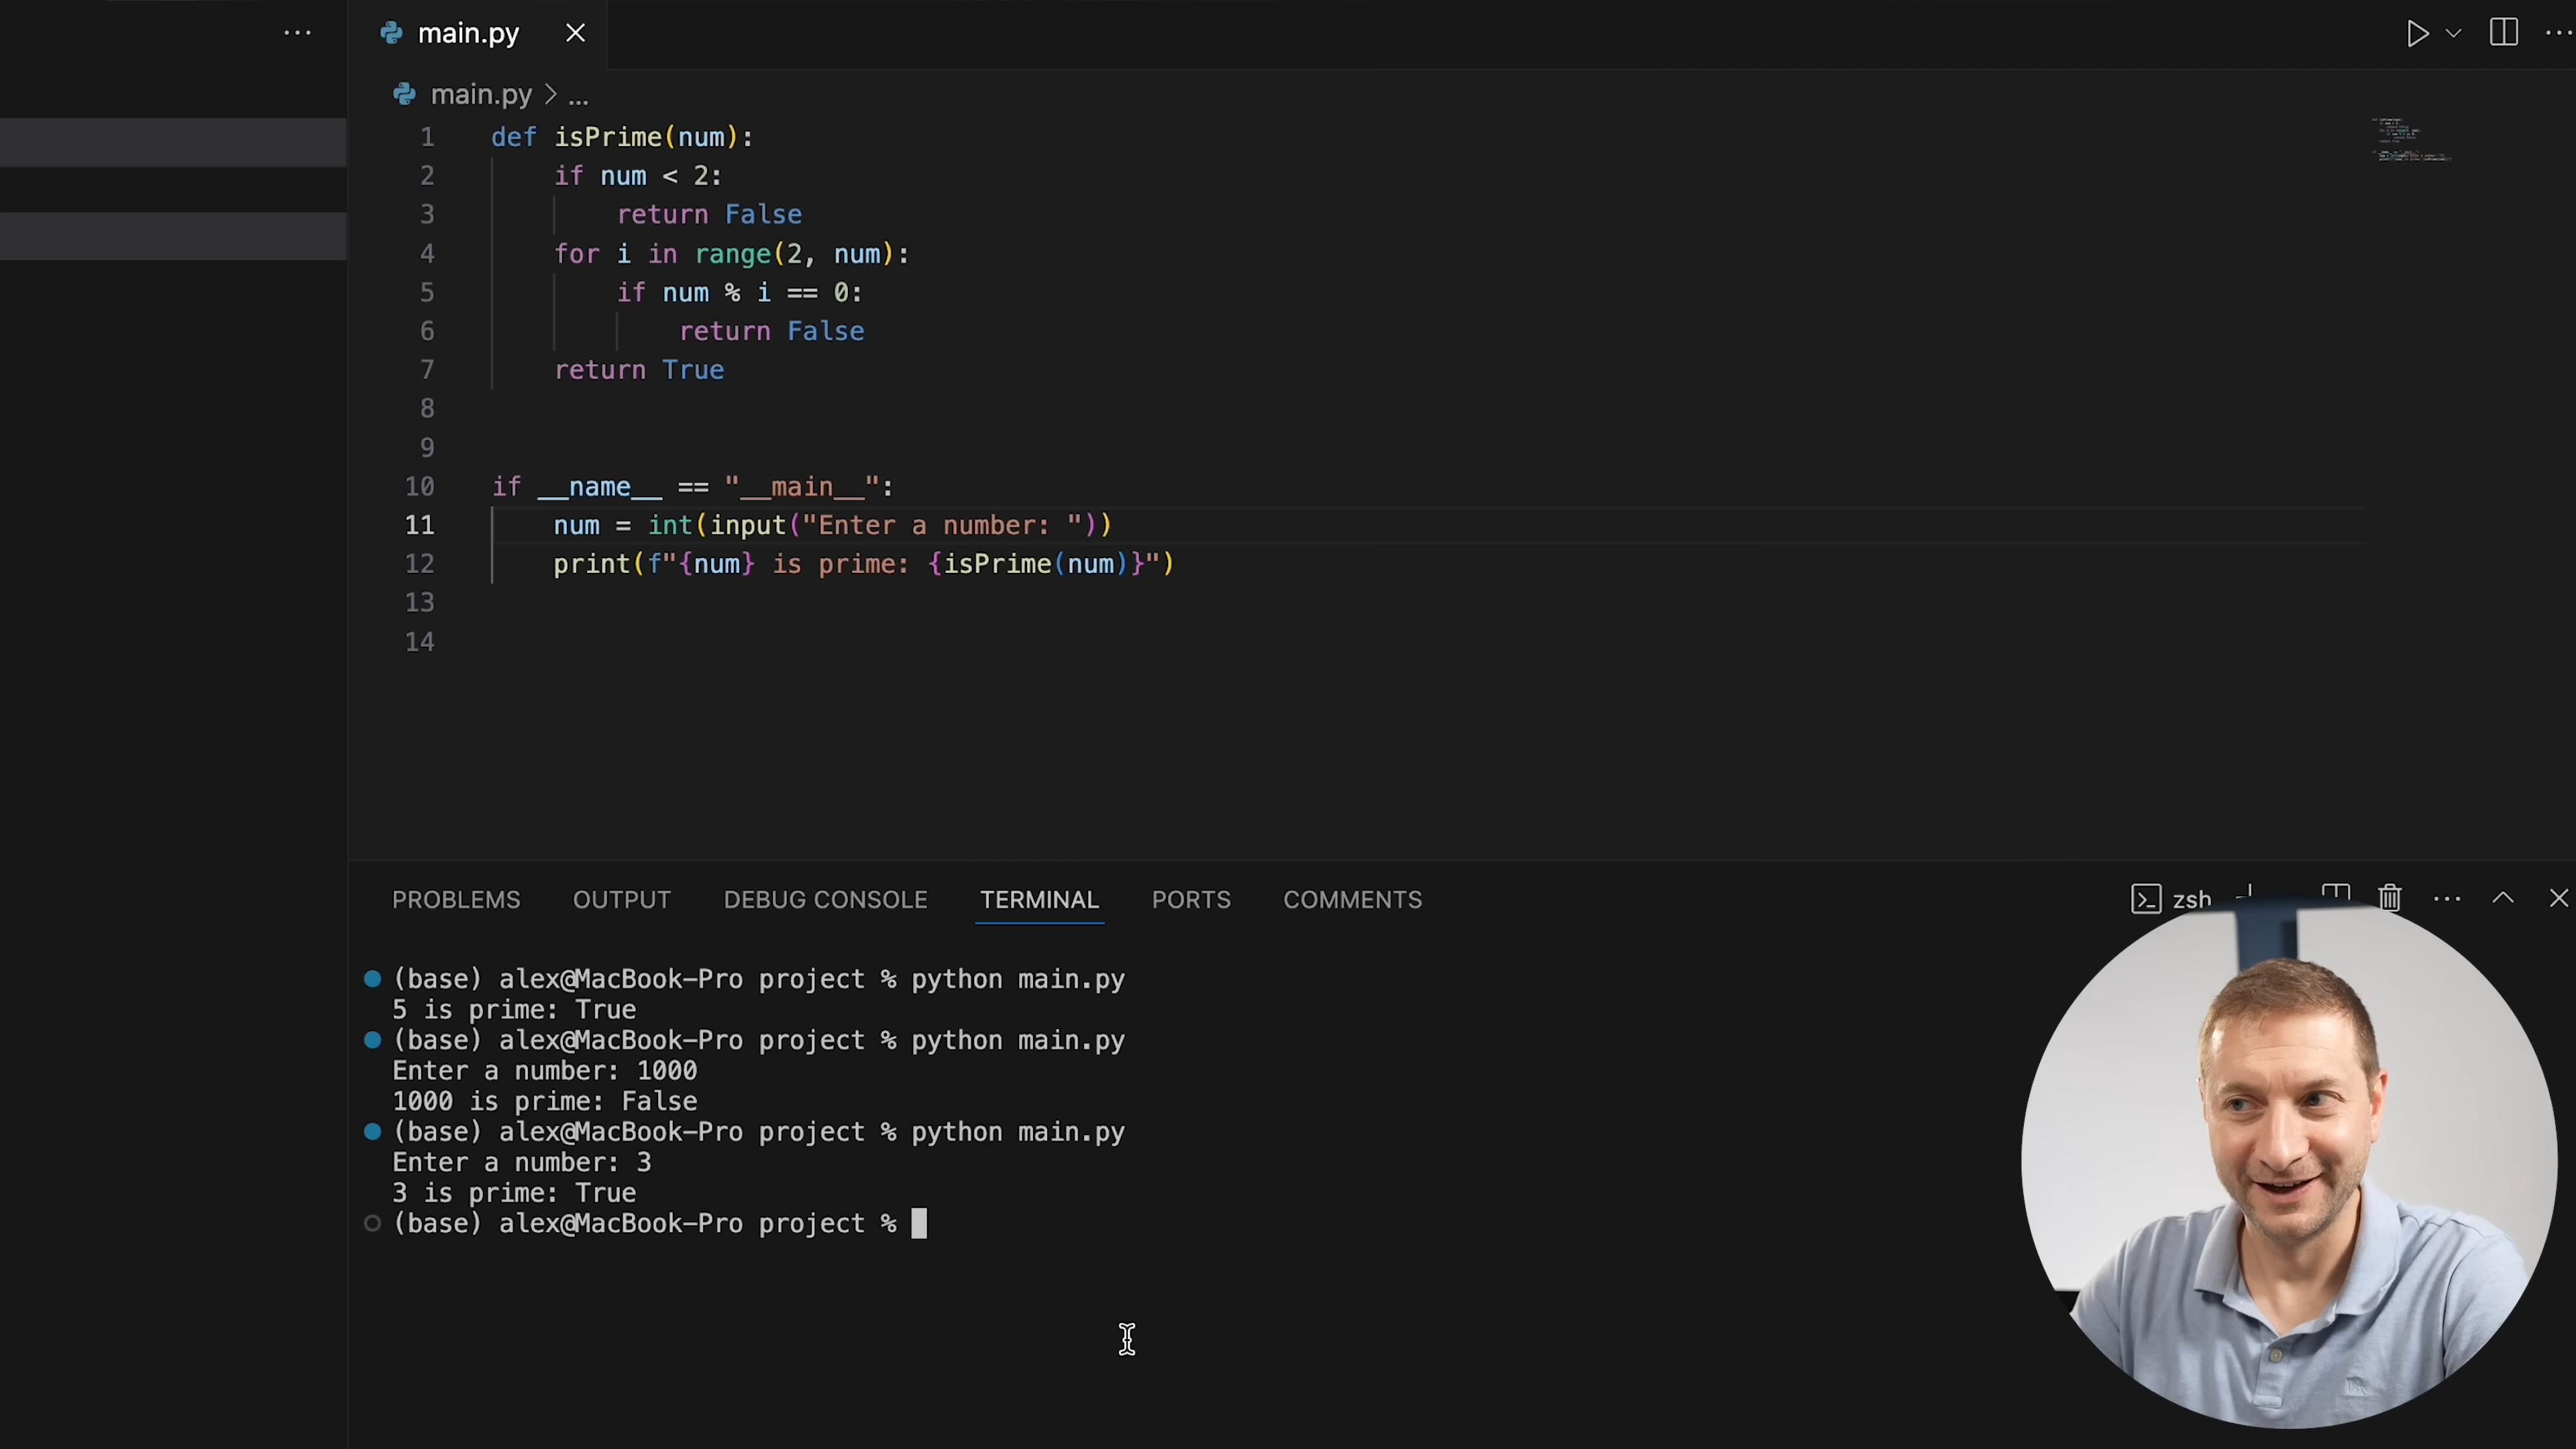 main.py
main.py > ...
1 def isPrime(num):
2 if num < 2:
3 return False
4 for i in range(2, num):
5 if num % i == 0:
6 return False
7 return True
8
9
10 if __name__ == "__main__":
11 num = int(input("Enter a number: "))
12 print(f"{num} is prime: {isPrime(num)}")
13
14
PROBLEMS OUTPUT DEBUG CONSOLE TERMINAL PORTS COMMENTS zsh
(base) alex@MacBook-Pro project % python main.py
5 is prime: True
(base) alex@MacBook-Pro project % python main.py
Enter a number: 1000
1000 is prime: False
(base) alex@MacBook-Pro project % python main.py
Enter a number: 3
3 is prime: True
(base) alex@MacBook-Pro project %